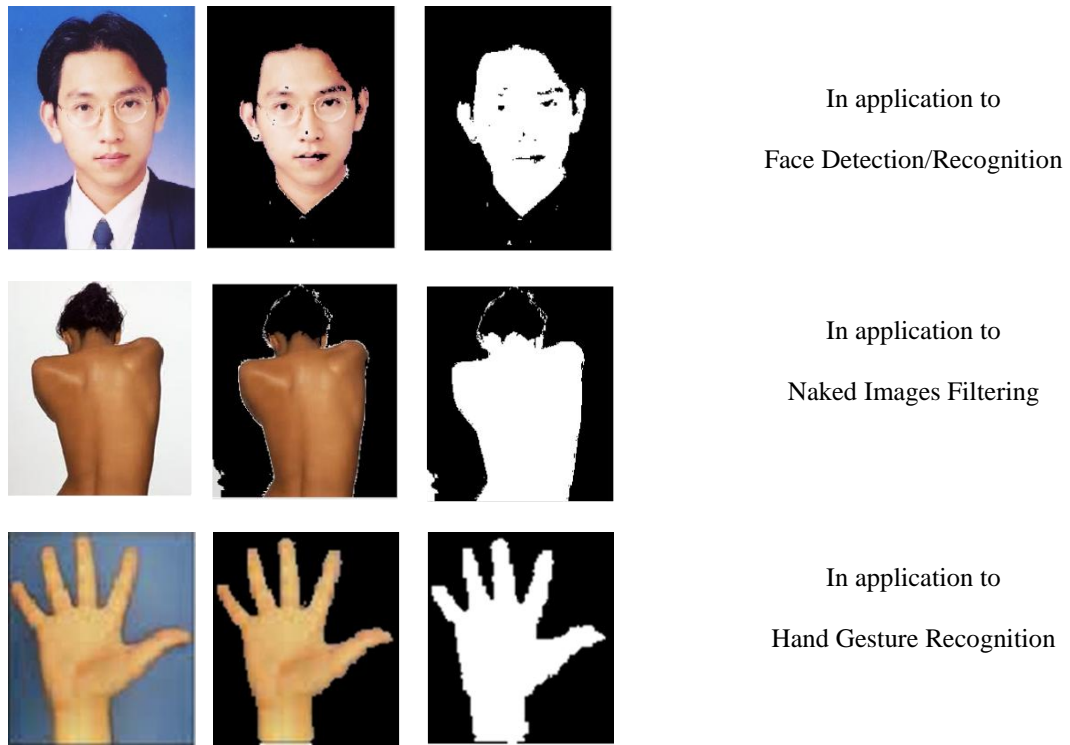 In application to
Face Detection/Recognition
In application to
Naked Images Filtering
In application to
Hand Gesture Recognition